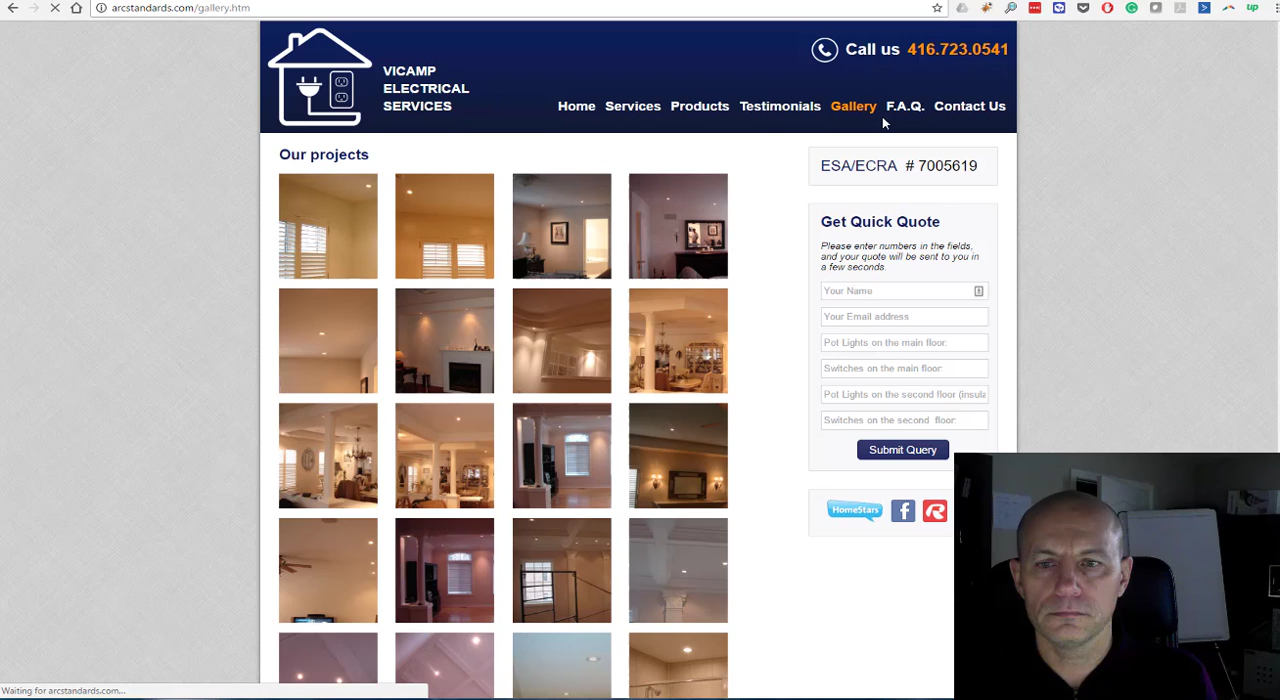 arcstandards.com/gallery.htm
up
VICAMP
ELECTRICAL
SERVICES
Call us 416.723.0541
Home Services Products Testimonials Gallery F.A.Q. Contact Us
Our projects
ESA/ECRA # 7005619
Get Quick Quote
Please enter numbers in the fields,
and your quote will be sent to you in
a few seconds.
Your Name
Your Email address
Pot Lights on the main floor:
Switches on the main floor:
Pot Lights on the second floor (insula
Switches on the second floor:
Submit Query
HomeStars
Waiting for arcstandards.com...